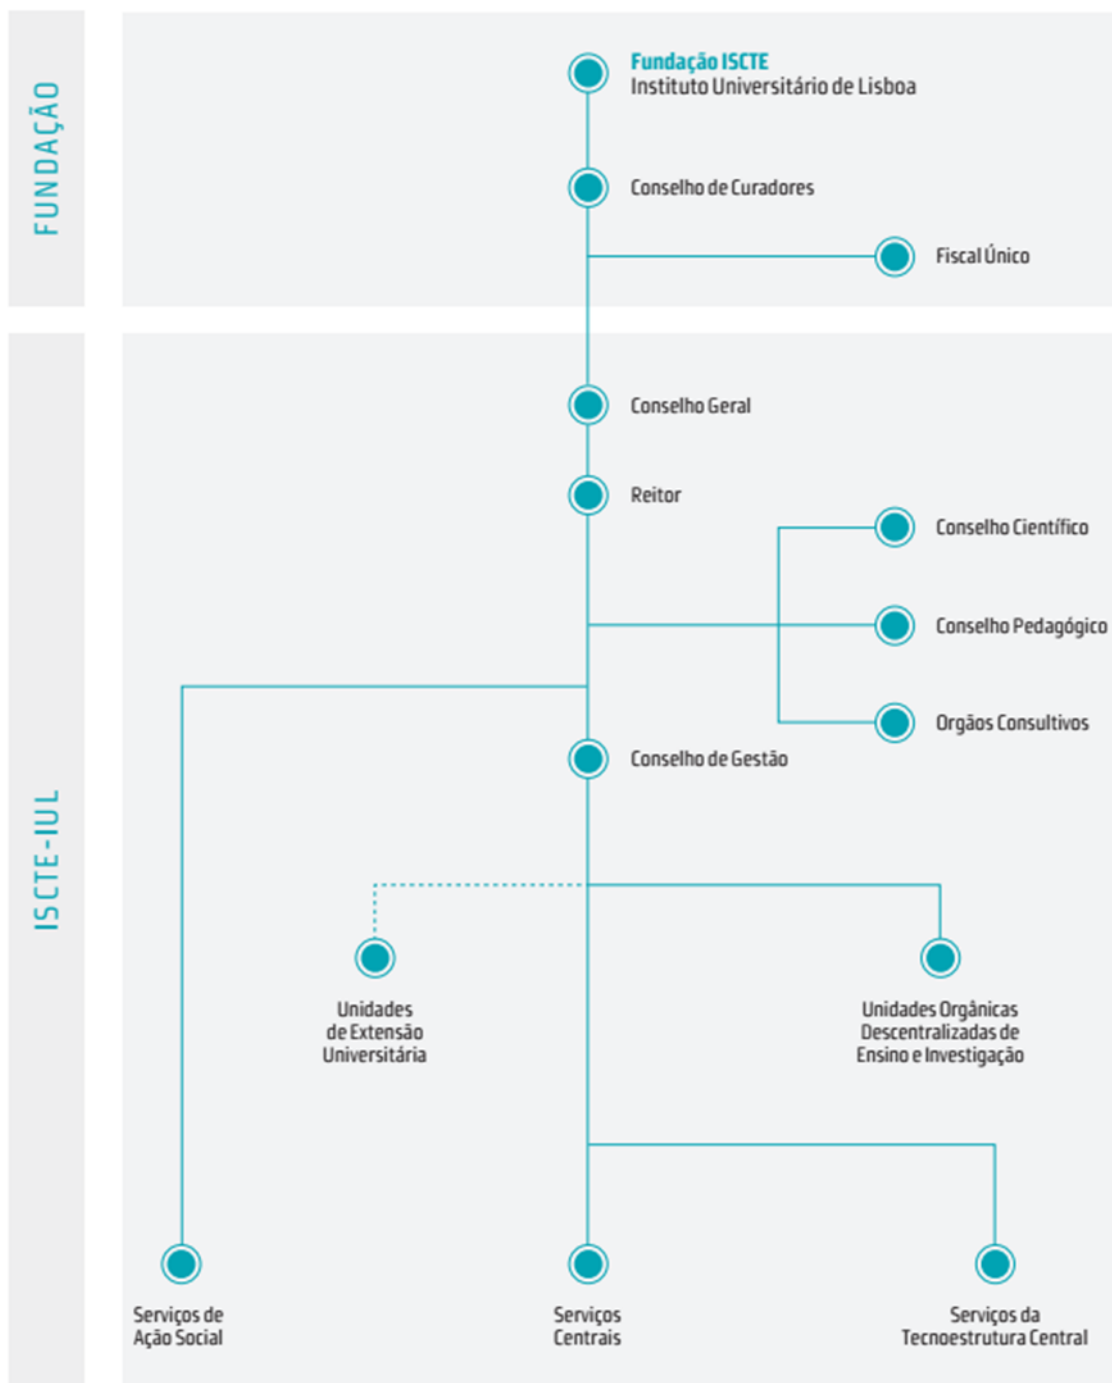 FUNDAÇÃO
Fundação ISCTE
Instituto Universitário de Lisboa
Conselho de Curadores
Fiscal Único
ISCTE-IUL
Conselho Geral
Reitor
Conselho Científico
Conselho Pedagógico
Orgãos Consultivos
Conselho de Gestão
Unidades
de Extensão
Universitária
Unidades Orgânicas
Descentralizadas de
Ensino e Investigação
Serviços de
Ação Social
Serviços
Centrais
Serviços da
Tecnoestrutura Central